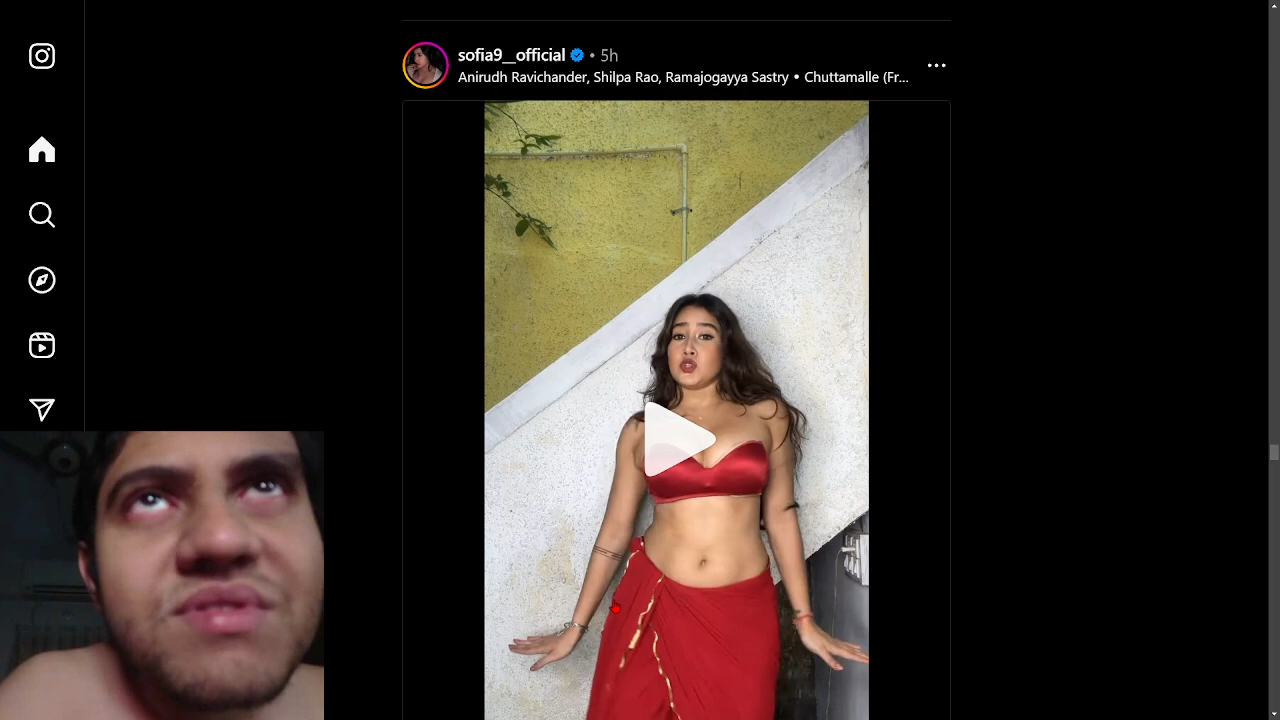 sofia9__official • 5h
Anirudh Ravichander, Shilpa Rao, Ramajogayya Sastry • Chuttamalle (Fr...